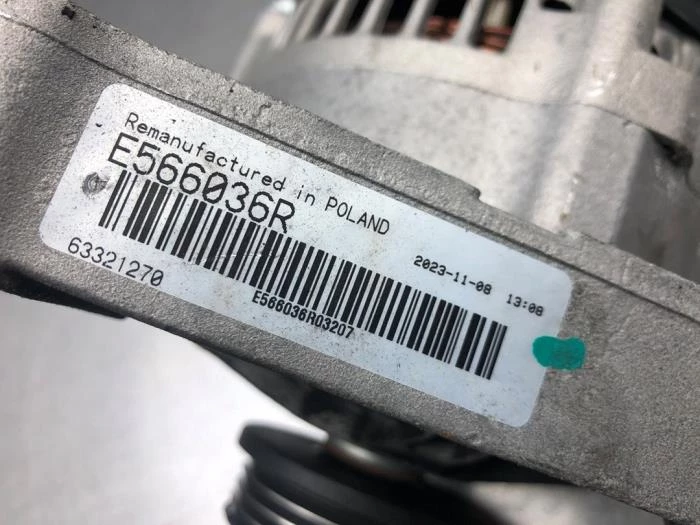 Remanufactured in POLAND
E566036R
2023-11-08 13:08
63321270
E566036R03207